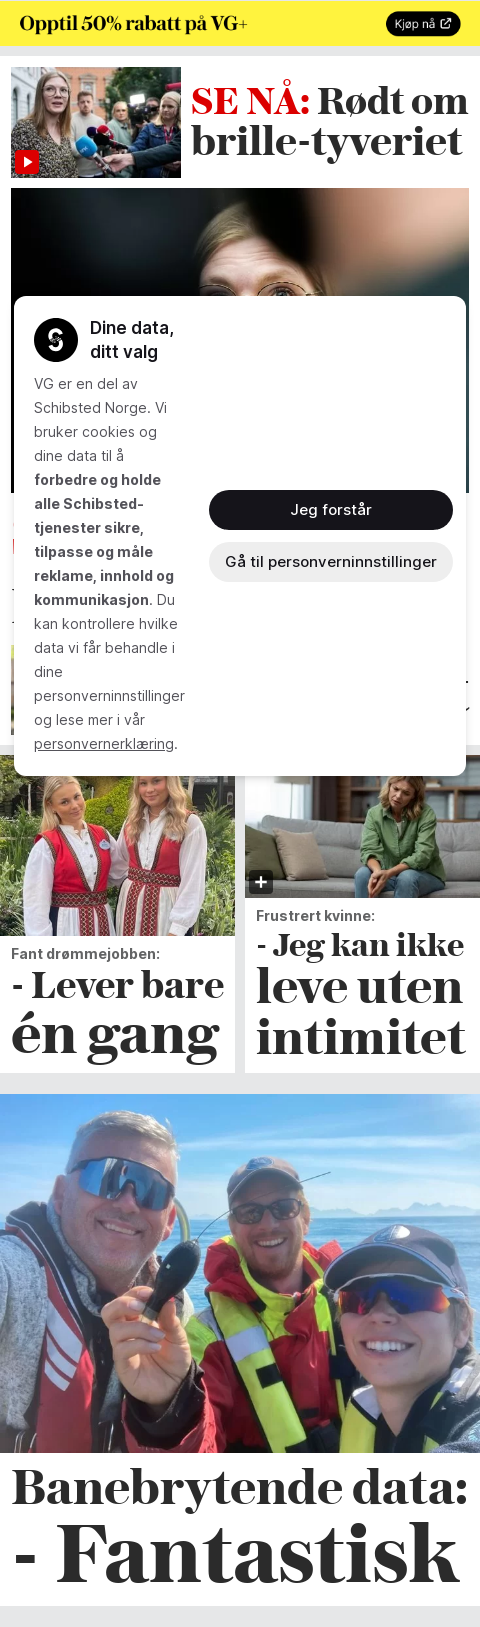 Opptil 50% rabatt på VG+
Kjøp nå
SE NÅ: Rødt om
brille-tyveriet
Dine data,
ditt valg
VG er en del av
Schibsted Norge. Vi
bruker cookies og
dine data til å
forbedre og holde
alle Schibsted-
tjenester sikre,
tilpasse og måle
reklame, innhold og
kommunikasjon. Du
kan kontrollere hvilke
data vi får behandle i
dine
personverninnstillinger
og lese mer i vår
personvernerklæring.
Jeg forstår
Gå til personverninnstillinger
Fant drømmejobben:
- Lever bare
én gang
Frustrert kvinne:
- Jeg kan ikke
leve uten
intimitet
Banebrytende data:
- Fantastisk